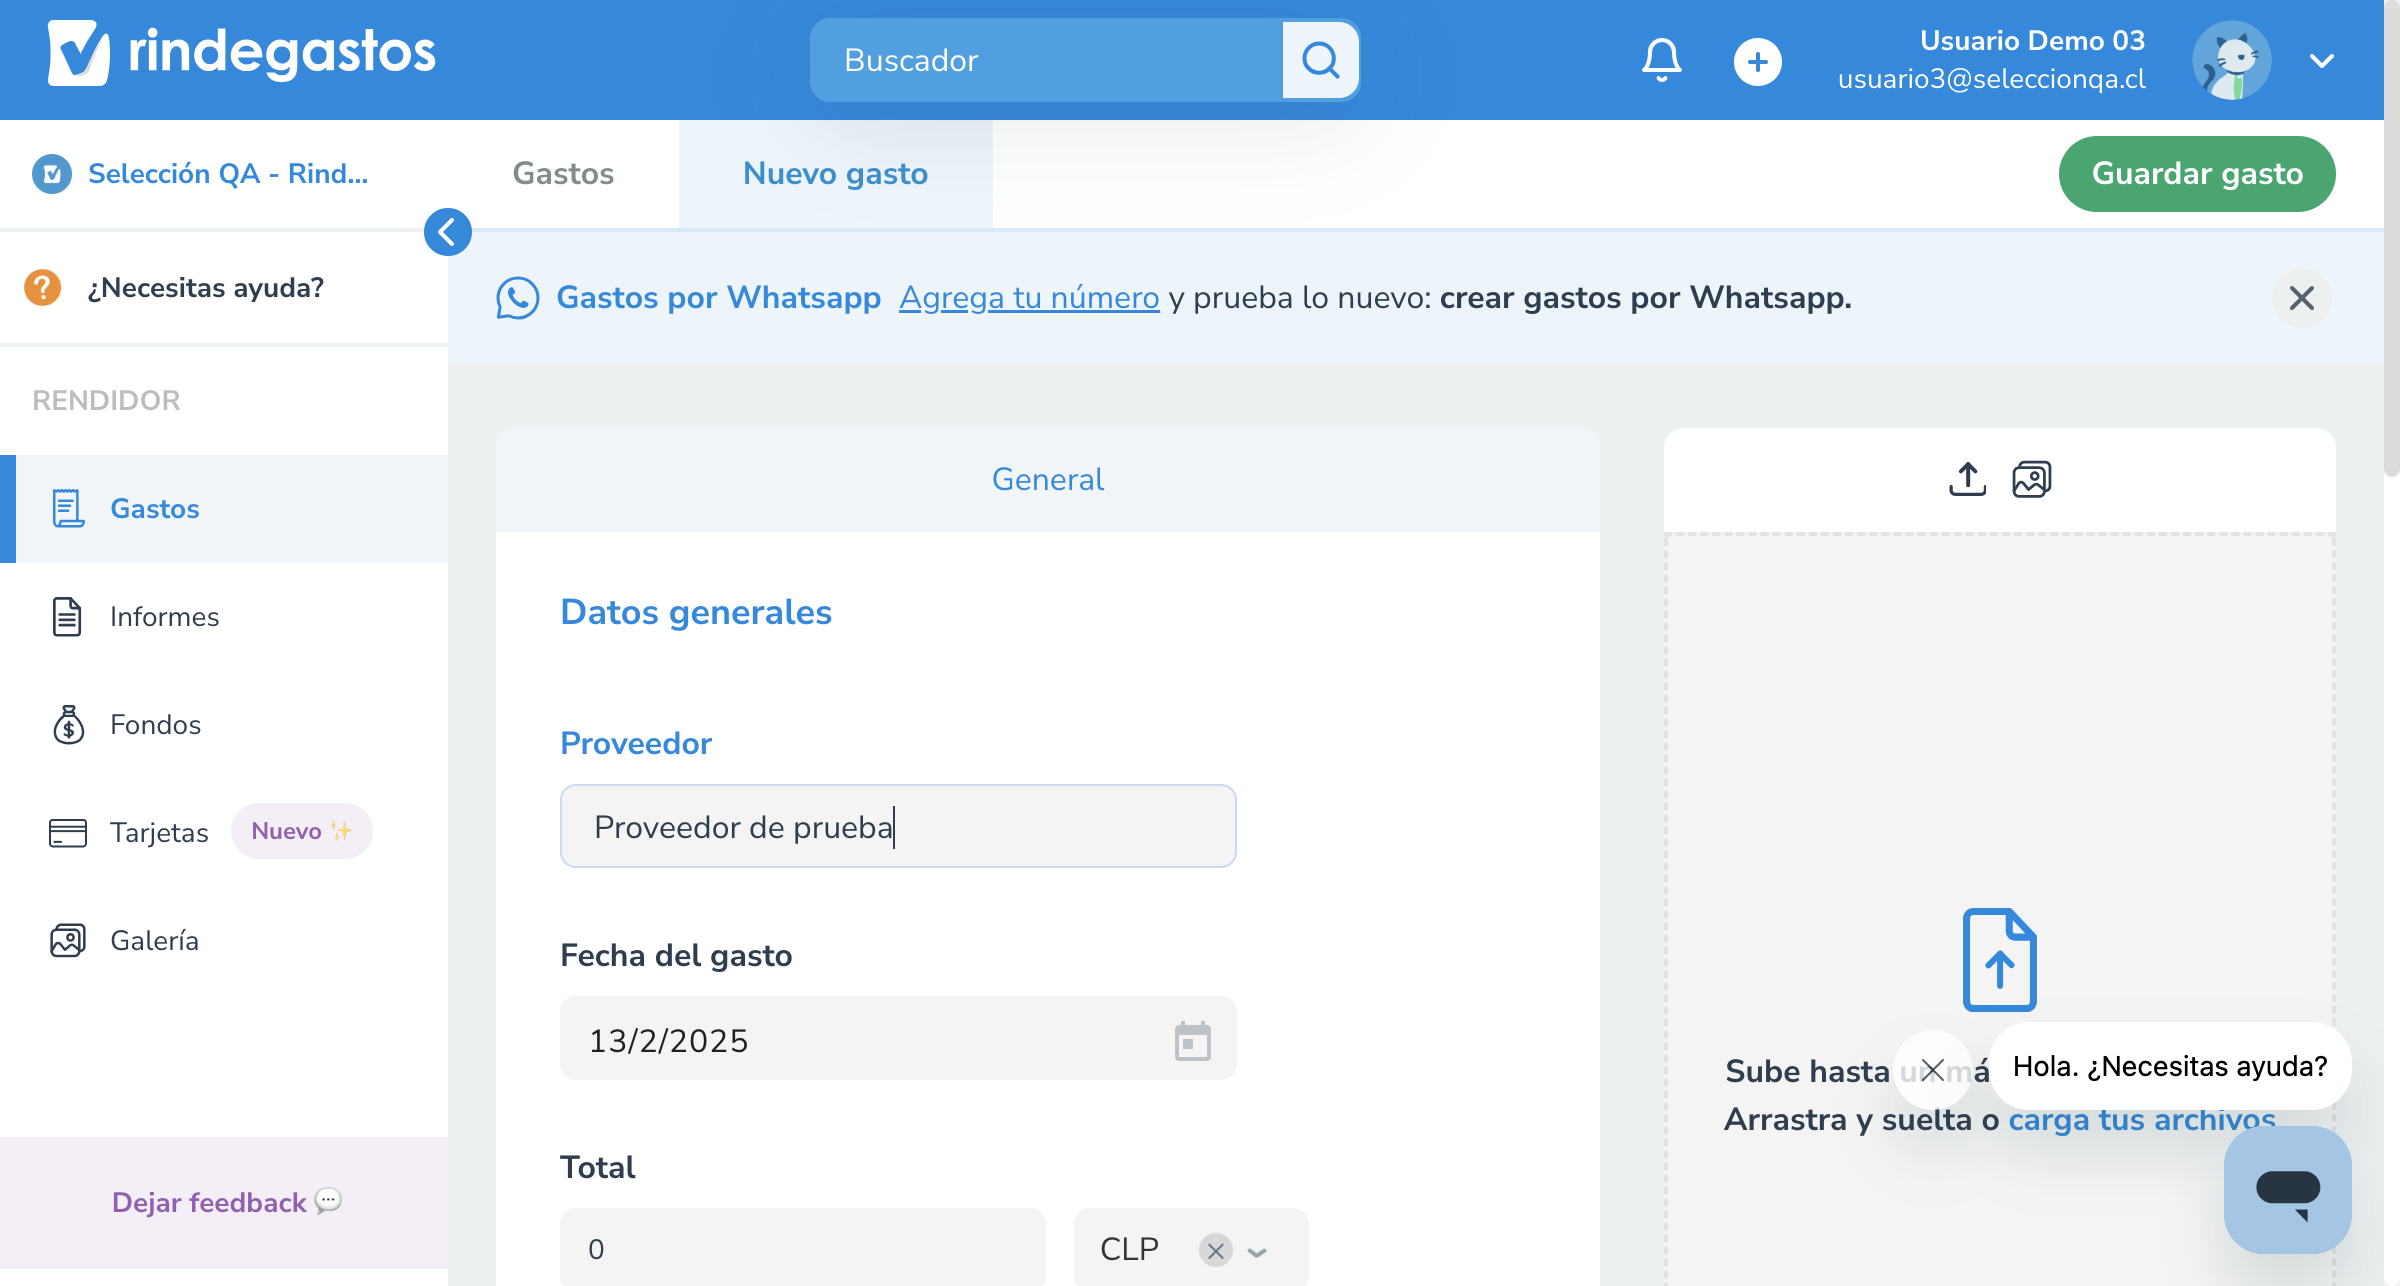 rindegastos
Buscador
Usuario Demo 03
usuario3@seleccionqa.cl
Selección QA - Rind...
Gastos
Nuevo gasto
Guardar gasto
¿Necesitas ayuda?
Gastos por Whatsapp Agrega tu número y prueba lo nuevo: crear gastos por Whatsapp.
RENDIDOR
Gastos
Informes
Fondos
Tarjetas
Nuevo ✨
Galería
Dejar feedback 💬
General
Datos generales
Proveedor
Proveedor de prueba
Fecha del gasto
13/2/2025
Total
0
CLP
Sube hasta un má
Arrastra y suelta o carga tus archivos
Hola. ¿Necesitas ayuda?